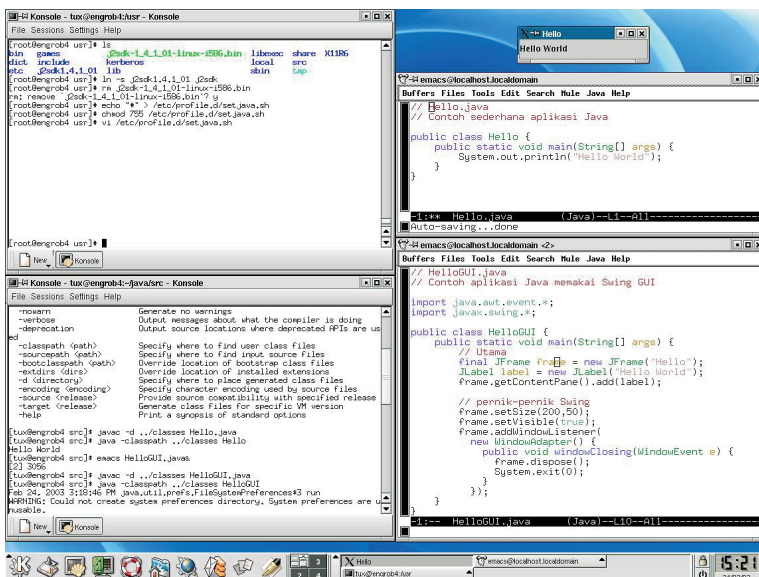 Konsole - tux@engrob4:/usr - Konsole
File Sessions Settings Help
[root@engrob4 usr]# ls
bin games j2sdk-1_4_1_01-linux-i586.bin libexec share X11R6
dict include kerberos local src
etc j2sdk1.4.1_01 lib sbin tmp
[root@engrob4 usr]# ln -s j2sdk1.4.1_01 j2sdk
[root@engrob4 usr]# rm j2sdk-1_4_1_01-linux-i586.bin
rm: remove `j2sdk-1_4_1_01-linux-i586.bin'? y
[root@engrob4 usr]# echo "#" > /etc/profile.d/setjava.sh
[root@engrob4 usr]# chmod 755 /etc/profile.d/setjava.sh
[root@engrob4 usr]# vi /etc/profile.d/setjava.sh
[root@engrob4 usr]#
New Konsole
Konsole - tux@engrob4:~/java/src - Konsole
File Sessions Settings Help
-nowarn Generate no warnings
-verbose Output messages about what the compiler is doing
-deprecation Output source locations where deprecated APIs are us
ed
-classpath <path> Specify where to find user class files
-sourcepath <path> Specify where to find input source files
-bootclasspath <path> Override location of bootstrap class files
-extdirs <dirs> Override location of installed extensions
-d <directory> Specify where to place generated class files
-encoding <encoding> Specify character encoding used by source files
-source <release> Provide source compatibility with specified release
-target <release> Generate class files for specific VM version
-help Print a synopsis of standard options
[tux@engrob4 src]# javac -d ../classes Hello.java
[tux@engrob4 src]# java -classpath ../classes Hello
Hello World
[tux@engrob4 src]# emacs HelloGUI.java&
[2] 3056
[tux@engrob4 src]# javac -d ../classes HelloGUI.java
[tux@engrob4 src]# java -classpath ../classes HelloGUI
Feb 24, 2003 3:18:46 PM java.util.prefs.FileSystemPreferences$3 run
WARNING: Could not create system preferences directory. System preferences are u
nusable.
New Konsole
Hello
Hello World
emacs@localhost.localdomain
Buffers Files Tools Edit Search Mule Java Help
// Hello.java
// Contoh sederhana aplikasi Java
public class Hello {
public static void main(String[] args) {
System.out.println("Hello World");
}
}
-1:** Hello.java (Java)--L1--All
Auto-saving...done
emacs@localhost.localdomain <2>
Buffers Files Tools Edit Search Mule Java Help
// HelloGUI.java
// Contoh aplikasi Java memakai Swing GUI
import java.awt.event.*;
import javax.swing.*;
public class HelloGUI {
public static void main(String[] args) {
// Utama
final JFrame frame = new JFrame("Hello");
JLabel label = new JLabel("Hello World");
frame.getContentPane().add(label);
// pernik-pernik Swing
frame.setSize(200,50);
frame.setVisible(true);
frame.addWindowListener(
new WindowAdapter() {
public void windowClosing(WindowEvent e) {
frame.dispose();
System.exit(0);
}
});
}
}
-1:-- HelloGUI.java (Java)--L10--All
3
2 4
Hello
emacs@localhost.localdomain
tux@engrob4:/usr
15:21